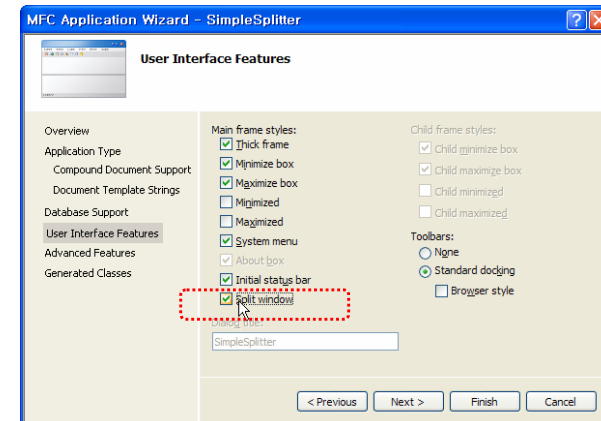 MFC Application Wizard - SimpleSplitter
User Interface Features
Overview
Application Type
Compound Document Support
Document Template Strings
Database Support
User Interface Features
Advanced Features
Generated Classes
Main frame styles:
Thick frame
Minimize box
Maximize box
Minimized
Maximized
System menu
About box
Initial status bar
Split window
Dialog title:
SimpleSplitter
Child frame styles:
Child minimize box
Child maximize box
Child minimized
Child maximized
Toolbars:
None
Standard docking
Browser style
< Previous
Next >
Finish
Cancel